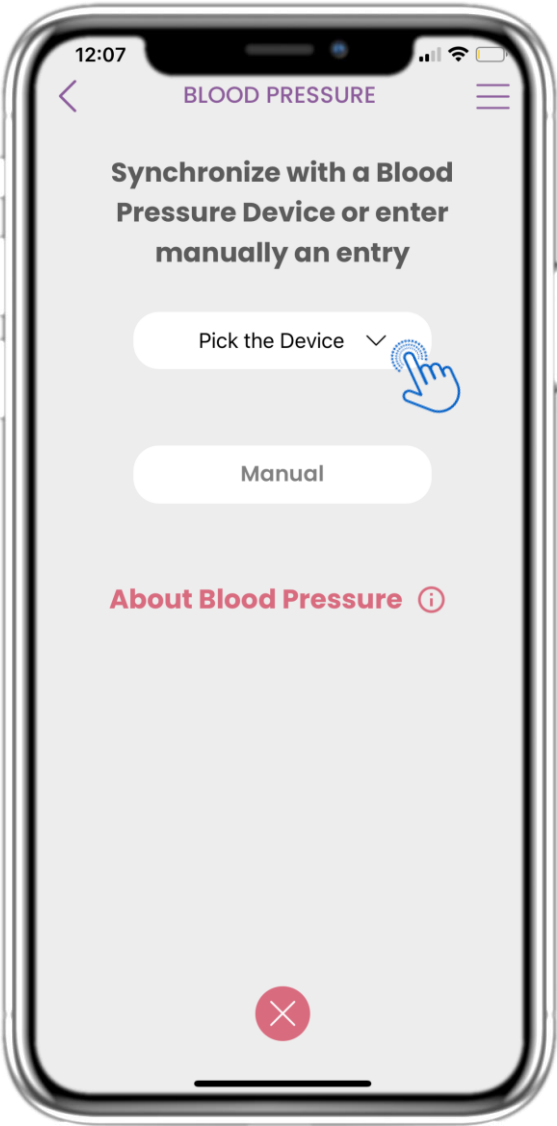 12:07
BLOOD PRESSURE
Synchronize with a Blood
Pressure Device or enter
manually an entry
Pick the Device
Manual
About Blood Pressure